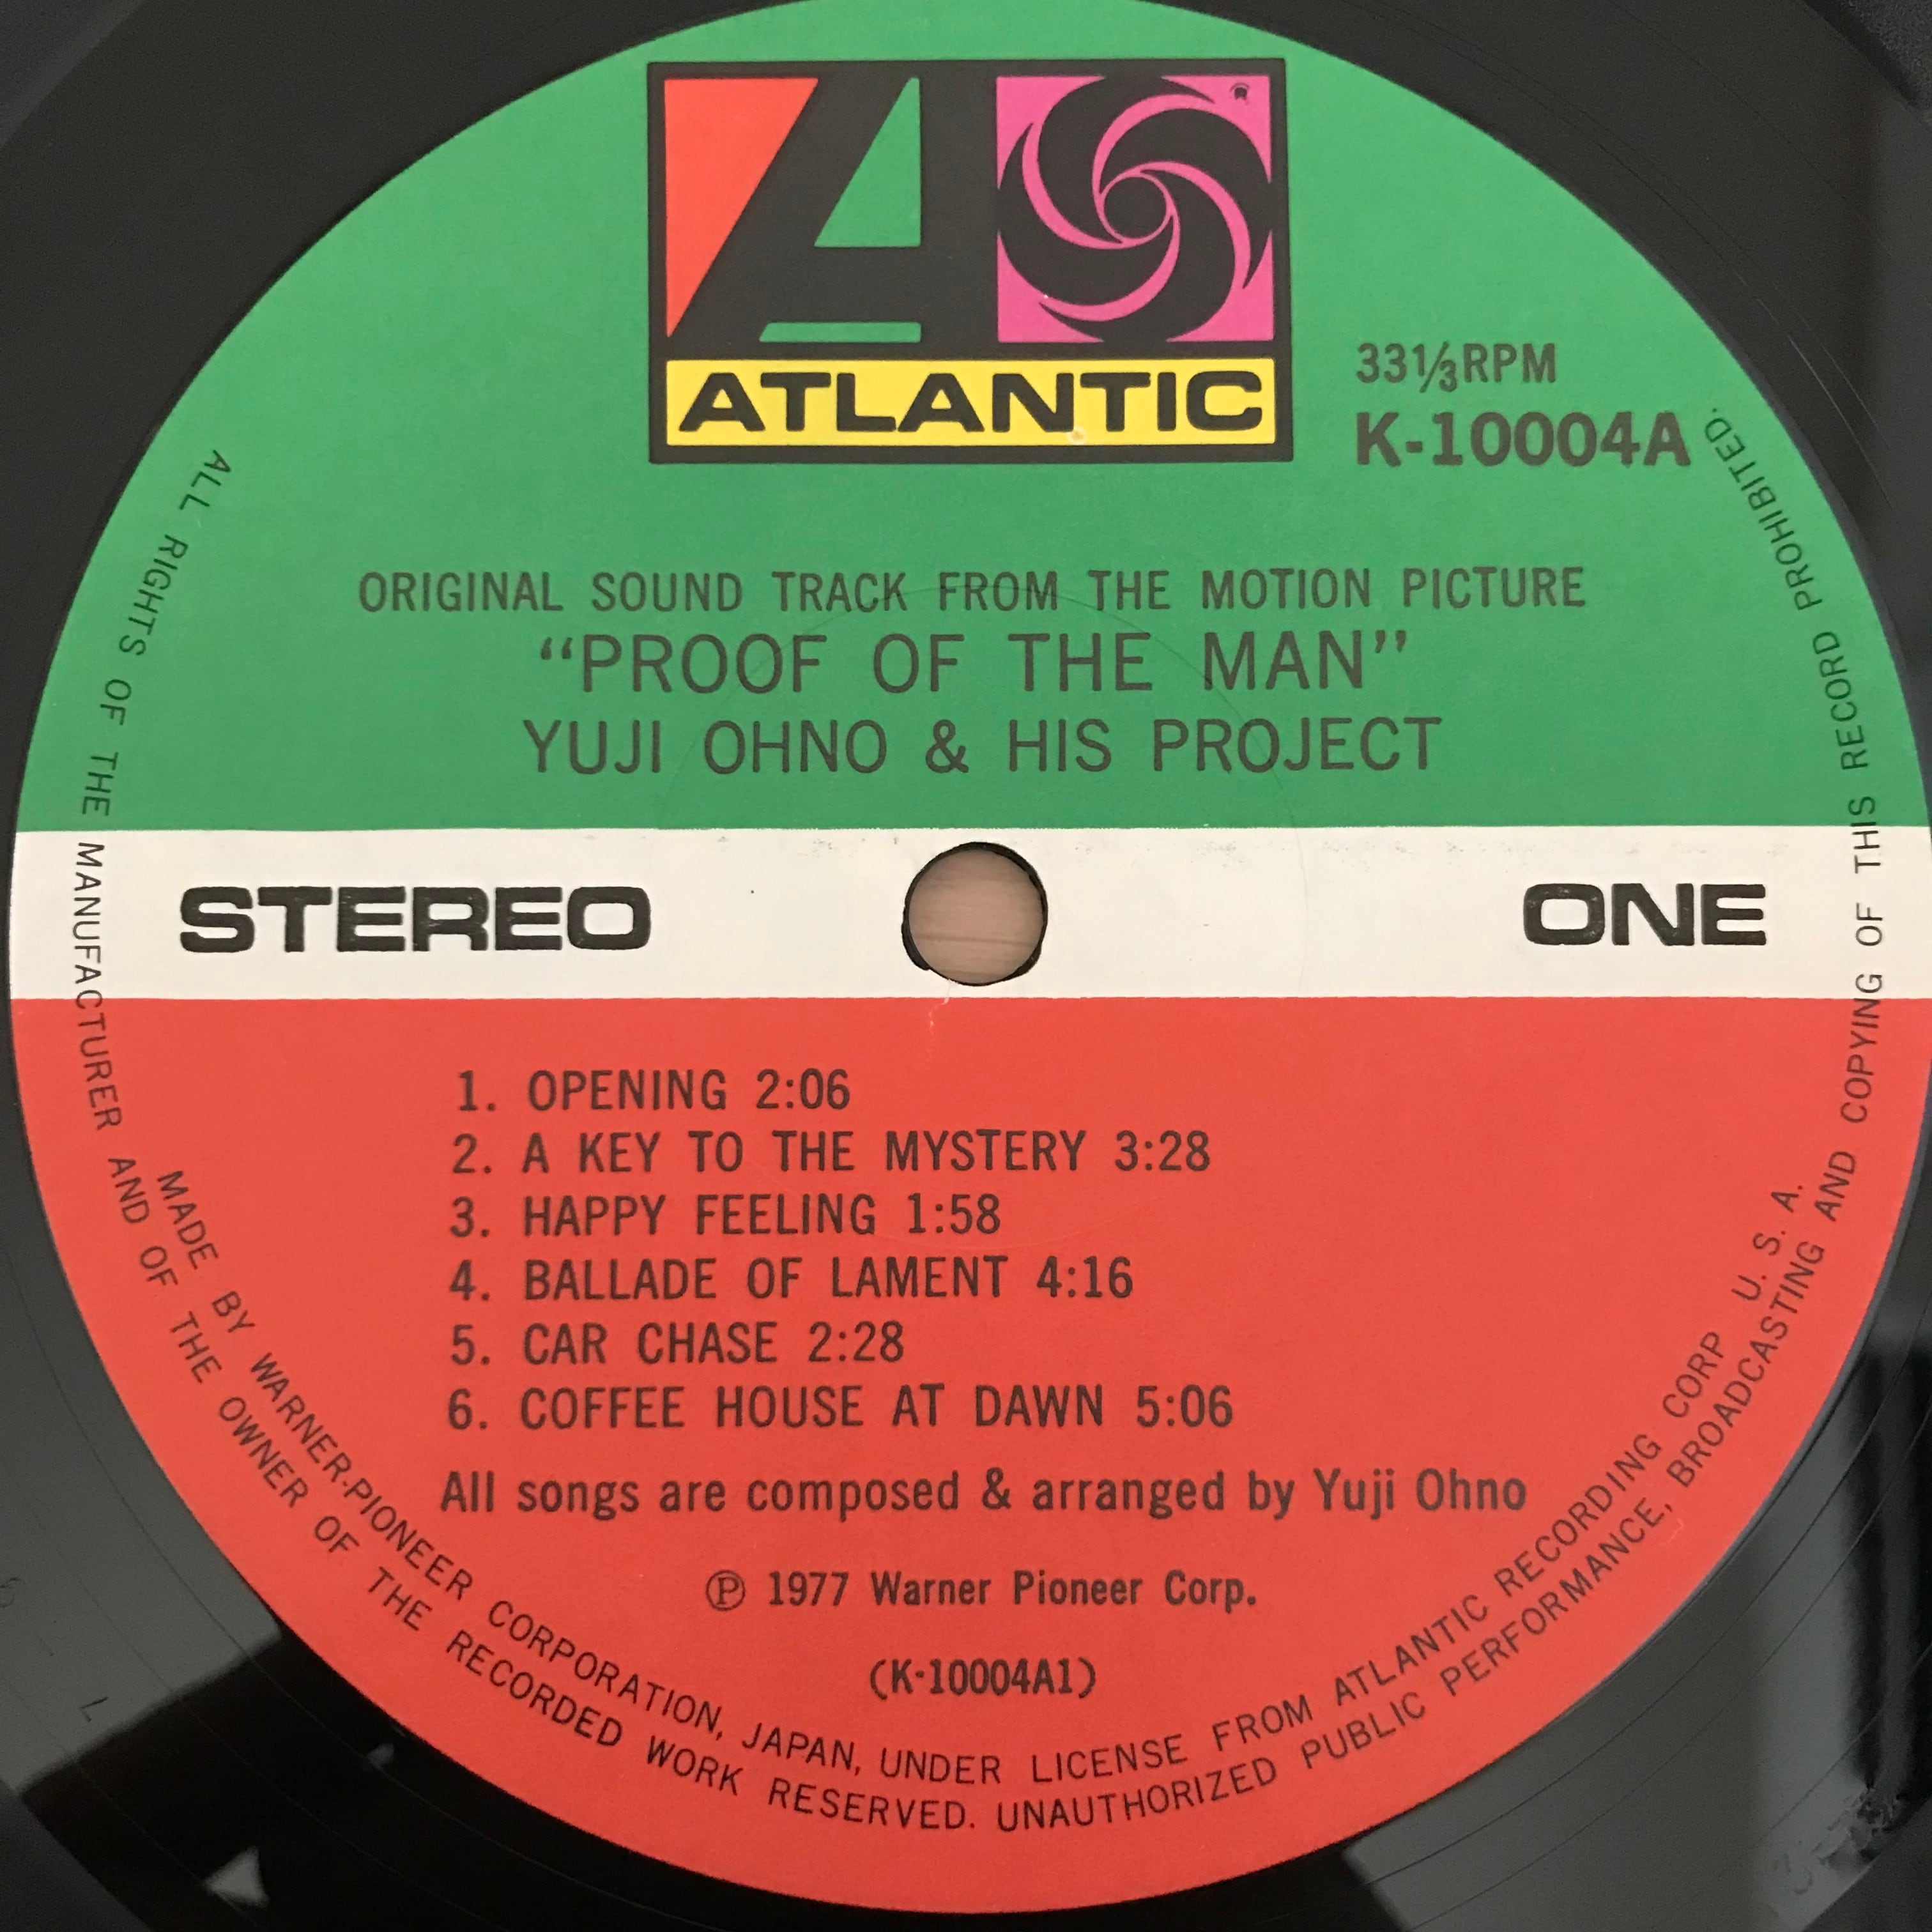 ATLANTIC
33⅓RPM
K-10004A
ORIGINAL SOUND TRACK FROM THE MOTION PICTURE
“PROOF OF THE MAN”
YUJI OHNO & HIS PROJECT
STEREO
ONE
1. OPENING 2:06
2. A KEY TO THE MYSTERY 3:28
3. HAPPY FEELING 1:58
4. BALLADE OF LAMENT 4:16
5. CAR CHASE 2:28
6. COFFEE HOUSE AT DAWN 5:06
All songs are composed & arranged by Yuji Ohno
Ⓟ 1977 Warner Pioneer Corp.
(K-10004A1)
MADE BY WARNER-PIONEER CORPORATION, JAPAN, UNDER LICENSE FROM ATLANTIC RECORDING CORP U. S. A.
ALL RIGHTS OF THE MANUFACTURER AND OF THE OWNER OF THE RECORDED WORK RESERVED. UNAUTHORIZED PUBLIC PERFORMANCE, BROADCASTING AND COPYING OF THIS RECORD PROHIBITED.